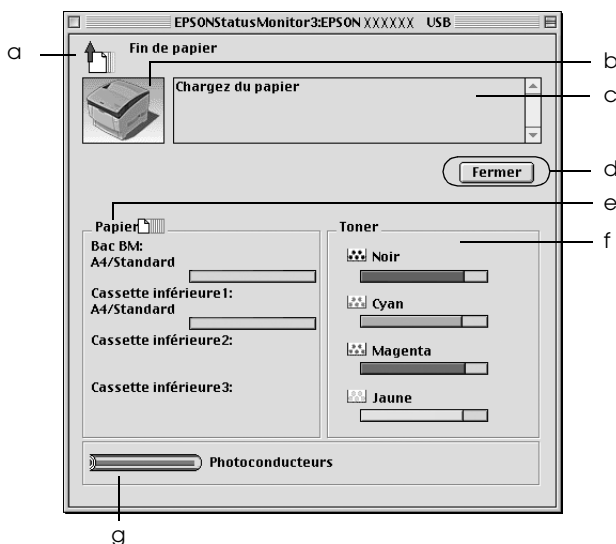 EPSONStatusMonitor3:EPSON XXXXXX USB
a
Fin de papier
b
Chargez du papier
c
Fermer
d
e
Papier
Toner
f
Bac BM:
A4/Standard
Noir
Cassette inférieure1:
A4/Standard
Cyan
Cassette inférieure2:
Magenta
Cassette inférieure3:
Jaune
Photoconducteurs
g